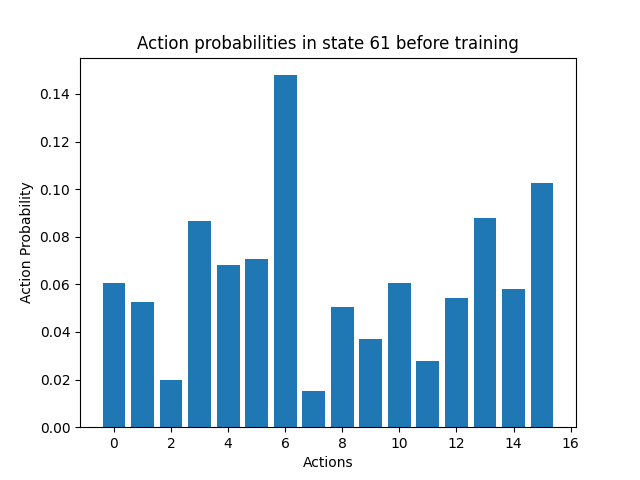 Action probabilities in state 61 before training
Action Probability
0.14
0.12
0.10
0.08
0.06
0.04
0.02
0.00
0 2 4 6 8 10 12 14 16
Actions